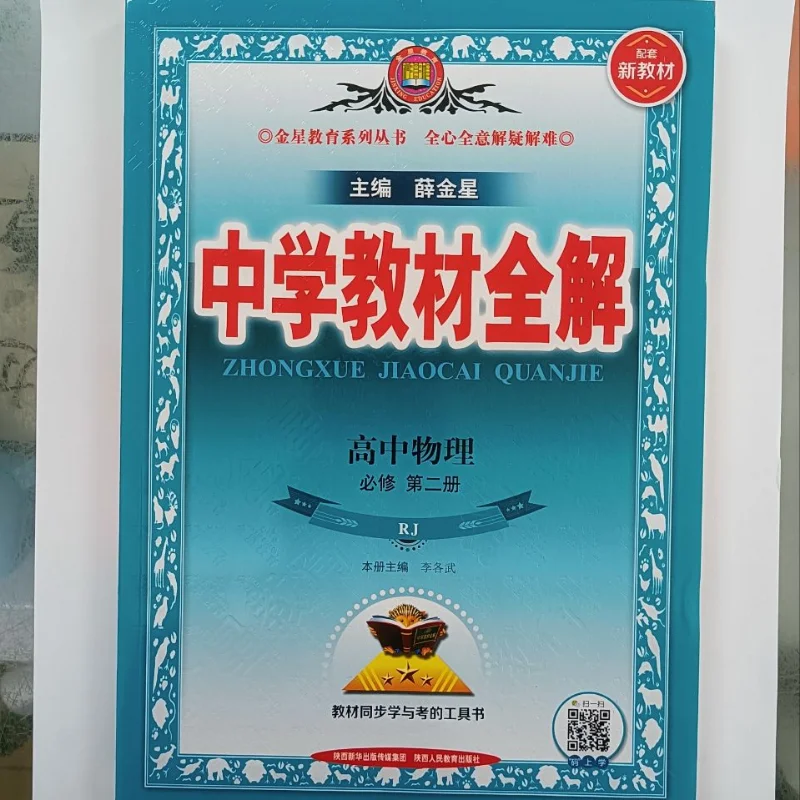 配套
新教材
◎金星教育系列丛书 全心全意解疑解难◎
主编 薛金星
中学教材全解
ZHONGXUE JIAOCAI QUANJIE
高中物理
必修 第二册
RJ
本册主编 李各武
教材同步学与考的工具书
扫一扫
陕西新华出版传媒集团 陕西人民教育出版社